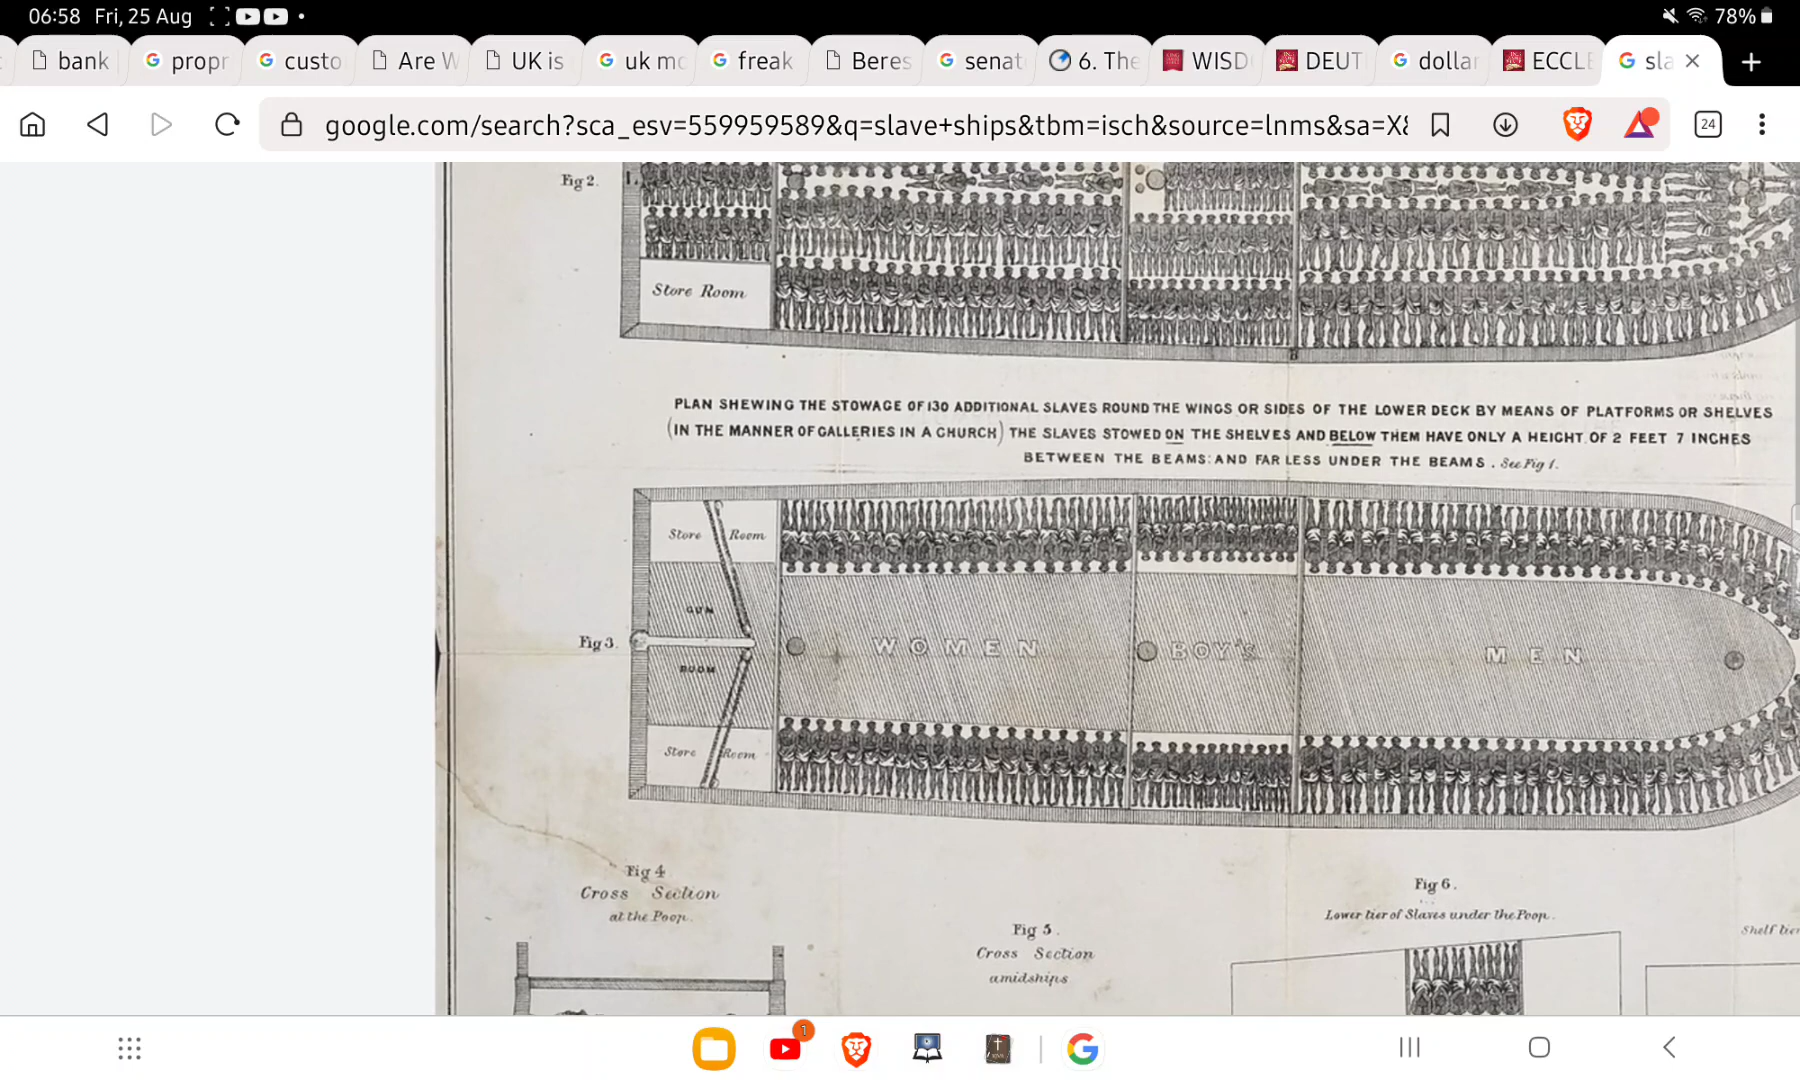 06:58 Fri, 25 Aug
78%
bank
propr
custo
Are W
UK is
uk mo
freak
Beres
senat
6. The
WISD
DEUT
dollar
ECCLE
sla
google.com/search?sca_esv=559959589&q=slave+ships&tbm=isch&source=lnms&sa=X&
24
Fig 2.
Store Room
PLAN SHEWING THE STOWAGE OF 130 ADDITIONAL SLAVES ROUND THE WINGS OR SIDES OF THE LOWER DECK BY MEANS OF PLATFORMS OR SHELVES
(IN THE MANNER OF GALLERIES IN A CHURCH) THE SLAVES STOWED ON THE SHELVES AND BELOW THEM HAVE ONLY A HEIGHT OF 2 FEET 7 INCHES
BETWEEN THE BEAMS: AND FAR LESS UNDER THE BEAMS. See Fig 1.
Store Room
GUN
Fig 3.
WOMEN
BOY'S
MEN
ROOM
Store Room
Fig 4
Cross Section
at the Poop.
Fig 5.
Cross Section
amidships
Fig 6.
Lower tier of Slaves under the Poop.
Shelf tier
1